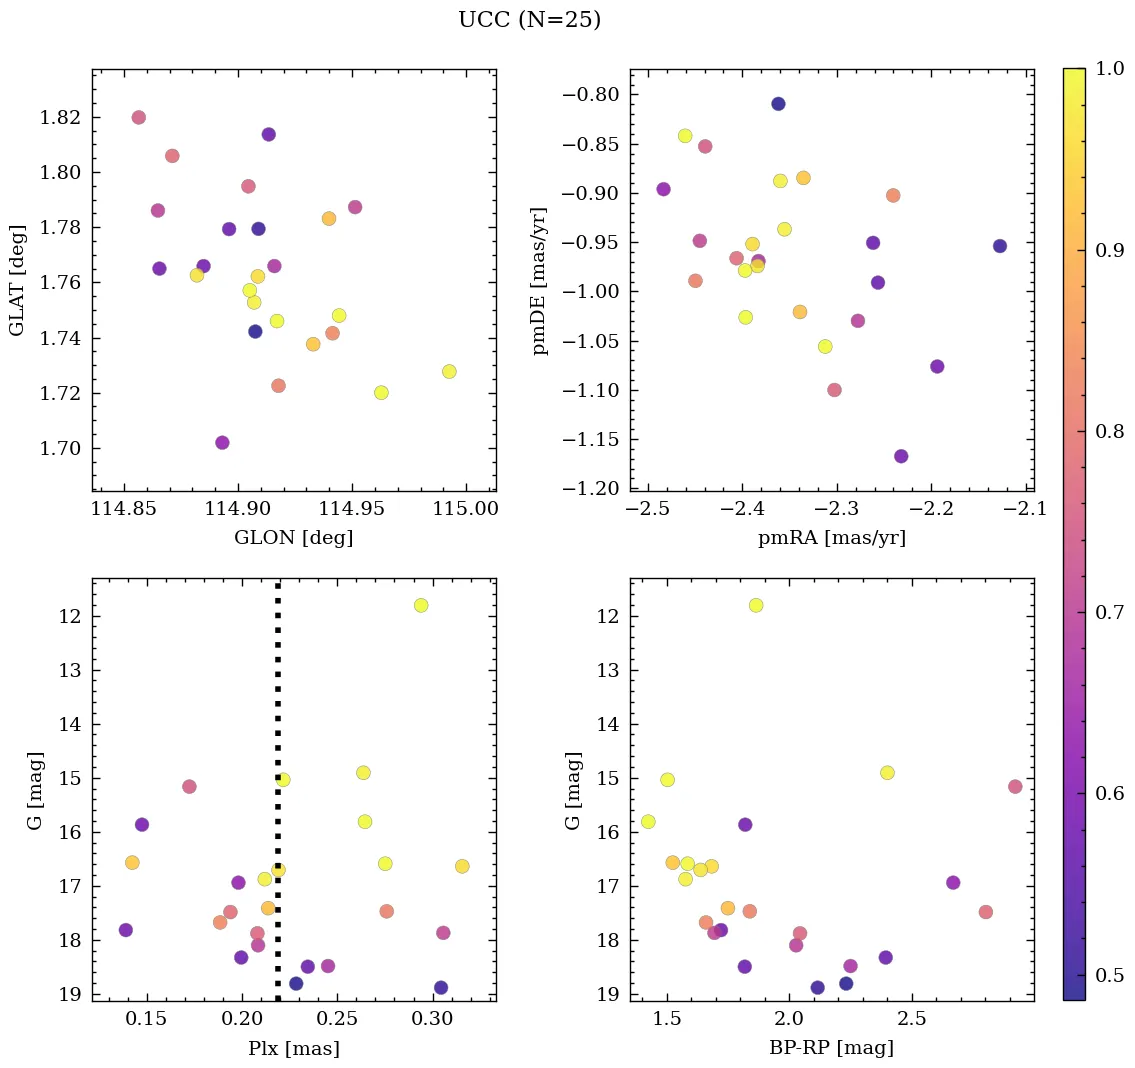 UCC (N=25)
1.82
1.80
1.78
1.76
1.74
1.72
1.70
GLAT [deg]
114.85 114.90 114.95 115.00
GLON [deg]
−0.80
−0.85
−0.90
−0.95
−1.00
−1.05
−1.10
−1.15
−1.20
pmDE [mas/yr]
−2.5 −2.4 −2.3 −2.2 −2.1
pmRA [mas/yr]
12
13
14
15
16
17
18
19
G [mag]
0.15 0.20 0.25 0.30
Plx [mas]
12
13
14
15
16
17
18
19
G [mag]
1.5 2.0 2.5
BP-RP [mag]
1.0
0.9
0.8
0.7
0.6
0.5